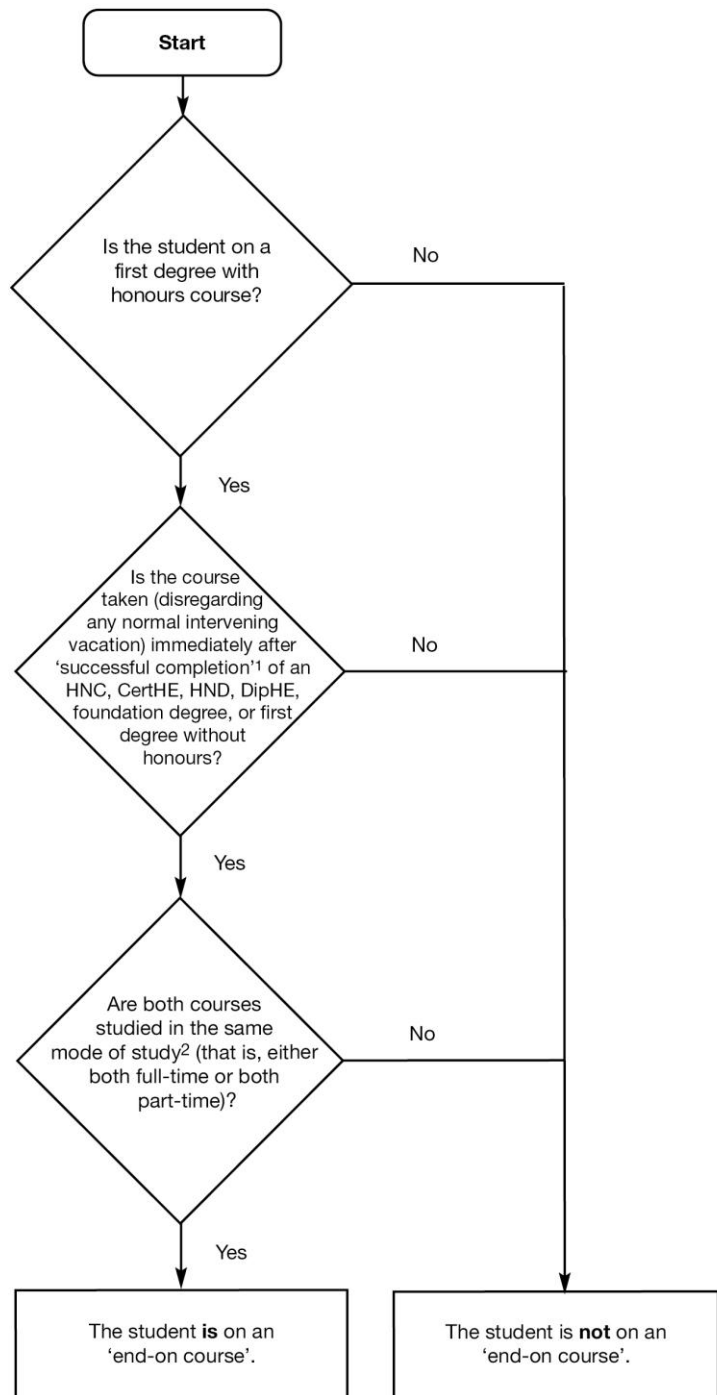 Start
Is the student on a
first degree with
honours course?
No
Yes
Is the course
taken (disregarding
any normal intervening
vacation) immediately after
‘successful completion’¹ of an
HNC, CertHE, HND, DipHE,
foundation degree, or first
degree without
honours?
No
Yes
Are both courses
studied in the same
mode of study² (that is, either
both full-time or both
part-time)?
No
Yes
The student is on an
‘end-on course’.
The student is not on an
‘end-on course’.